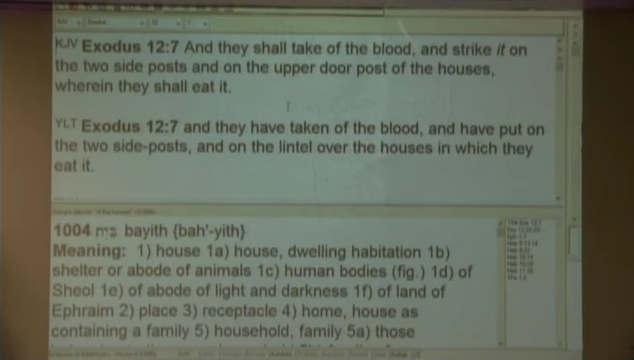 KJV Exodus 12:7 And they shall take of the blood, and strike it on
the two side posts and on the upper door post of the houses,
wherein they shall eat it.
YLT Exodus 12:7 and they have taken of the blood, and have put on
the two side-posts, and on the lintel over the houses in which they
eat it.
1004 bayith {bah'-yith}
Meaning: 1) house 1a) house, dwelling habitation 1b)
shelter or abode of animals 1c) human bodies (fig.) 1d) of
Sheol 1e) of abode of light and darkness 1f) of land of
Ephraim 2) place 3) receptacle 4) home, house as
containing a family 5) household, family 5a) those